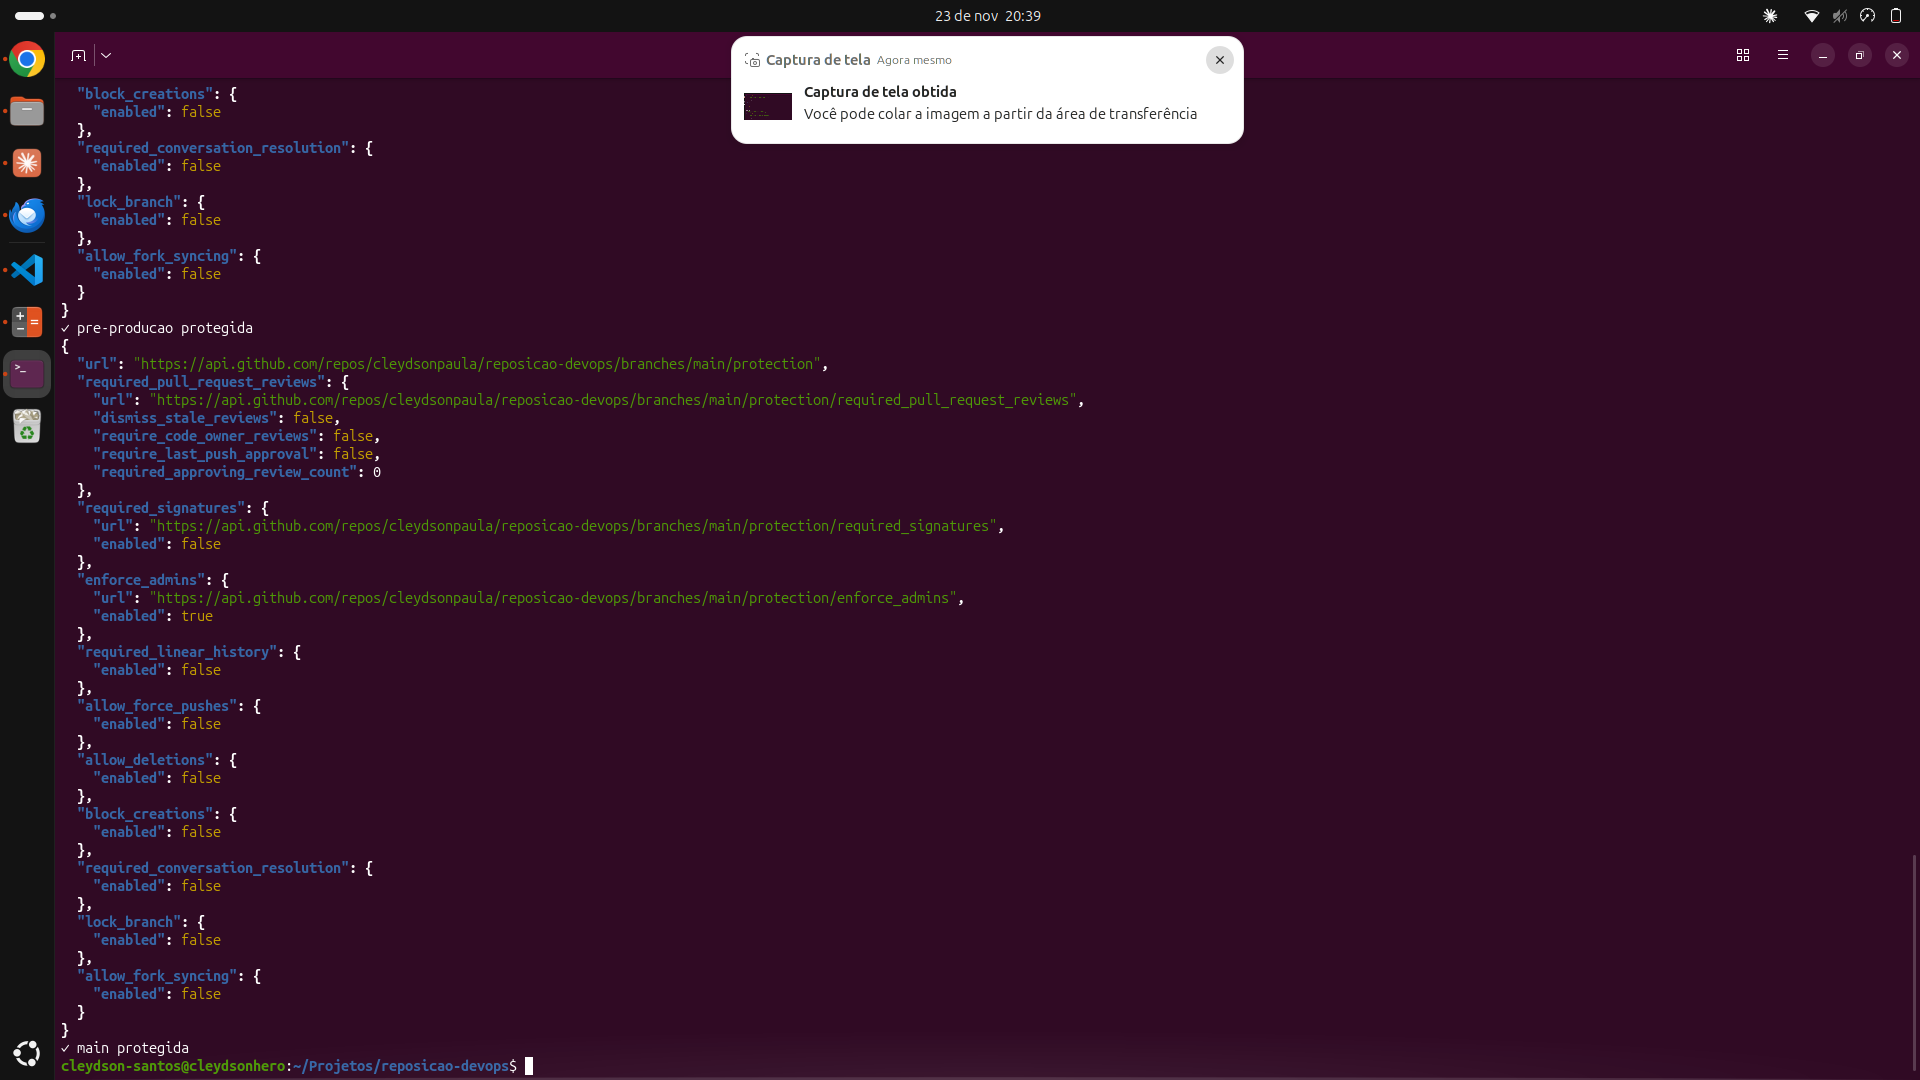 23 de nov 20:39
Captura de tela Agora mesmo
Captura de tela obtida
Você pode colar a imagem a partir da área de transferência
"block_creations": {
"enabled": false
},
"required_conversation_resolution": {
"enabled": false
},
"lock_branch": {
"enabled": false
},
"allow_fork_syncing": {
"enabled": false
}
}
✓ pre-producao protegida
{
"url": "https://api.github.com/repos/cleydsonpaula/reposicao-devops/branches/main/protection",
"required_pull_request_reviews": {
"url": "https://api.github.com/repos/cleydsonpaula/reposicao-devops/branches/main/protection/required_pull_request_reviews",
"dismiss_stale_reviews": false,
"require_code_owner_reviews": false,
"require_last_push_approval": false,
"required_approving_review_count": 0
},
"required_signatures": {
"url": "https://api.github.com/repos/cleydsonpaula/reposicao-devops/branches/main/protection/required_signatures",
"enabled": false
},
"enforce_admins": {
"url": "https://api.github.com/repos/cleydsonpaula/reposicao-devops/branches/main/protection/enforce_admins",
"enabled": true
},
"required_linear_history": {
"enabled": false
},
"allow_force_pushes": {
"enabled": false
},
"allow_deletions": {
"enabled": false
},
"block_creations": {
"enabled": false
},
"required_conversation_resolution": {
"enabled": false
},
"lock_branch": {
"enabled": false
},
"allow_fork_syncing": {
"enabled": false
}
}
✓ main protegida
cleydson-santos@cleydsonhero:~/Projetos/reposicao-devops$